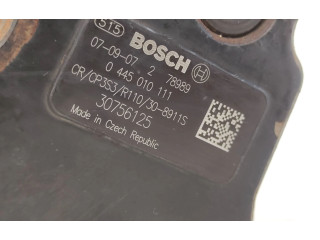 STS BOSCH
07-09-07 2 78989
0 445 010 111
CR/CP3S3/R110/30-8911S
30756125
Made in Czech Republic